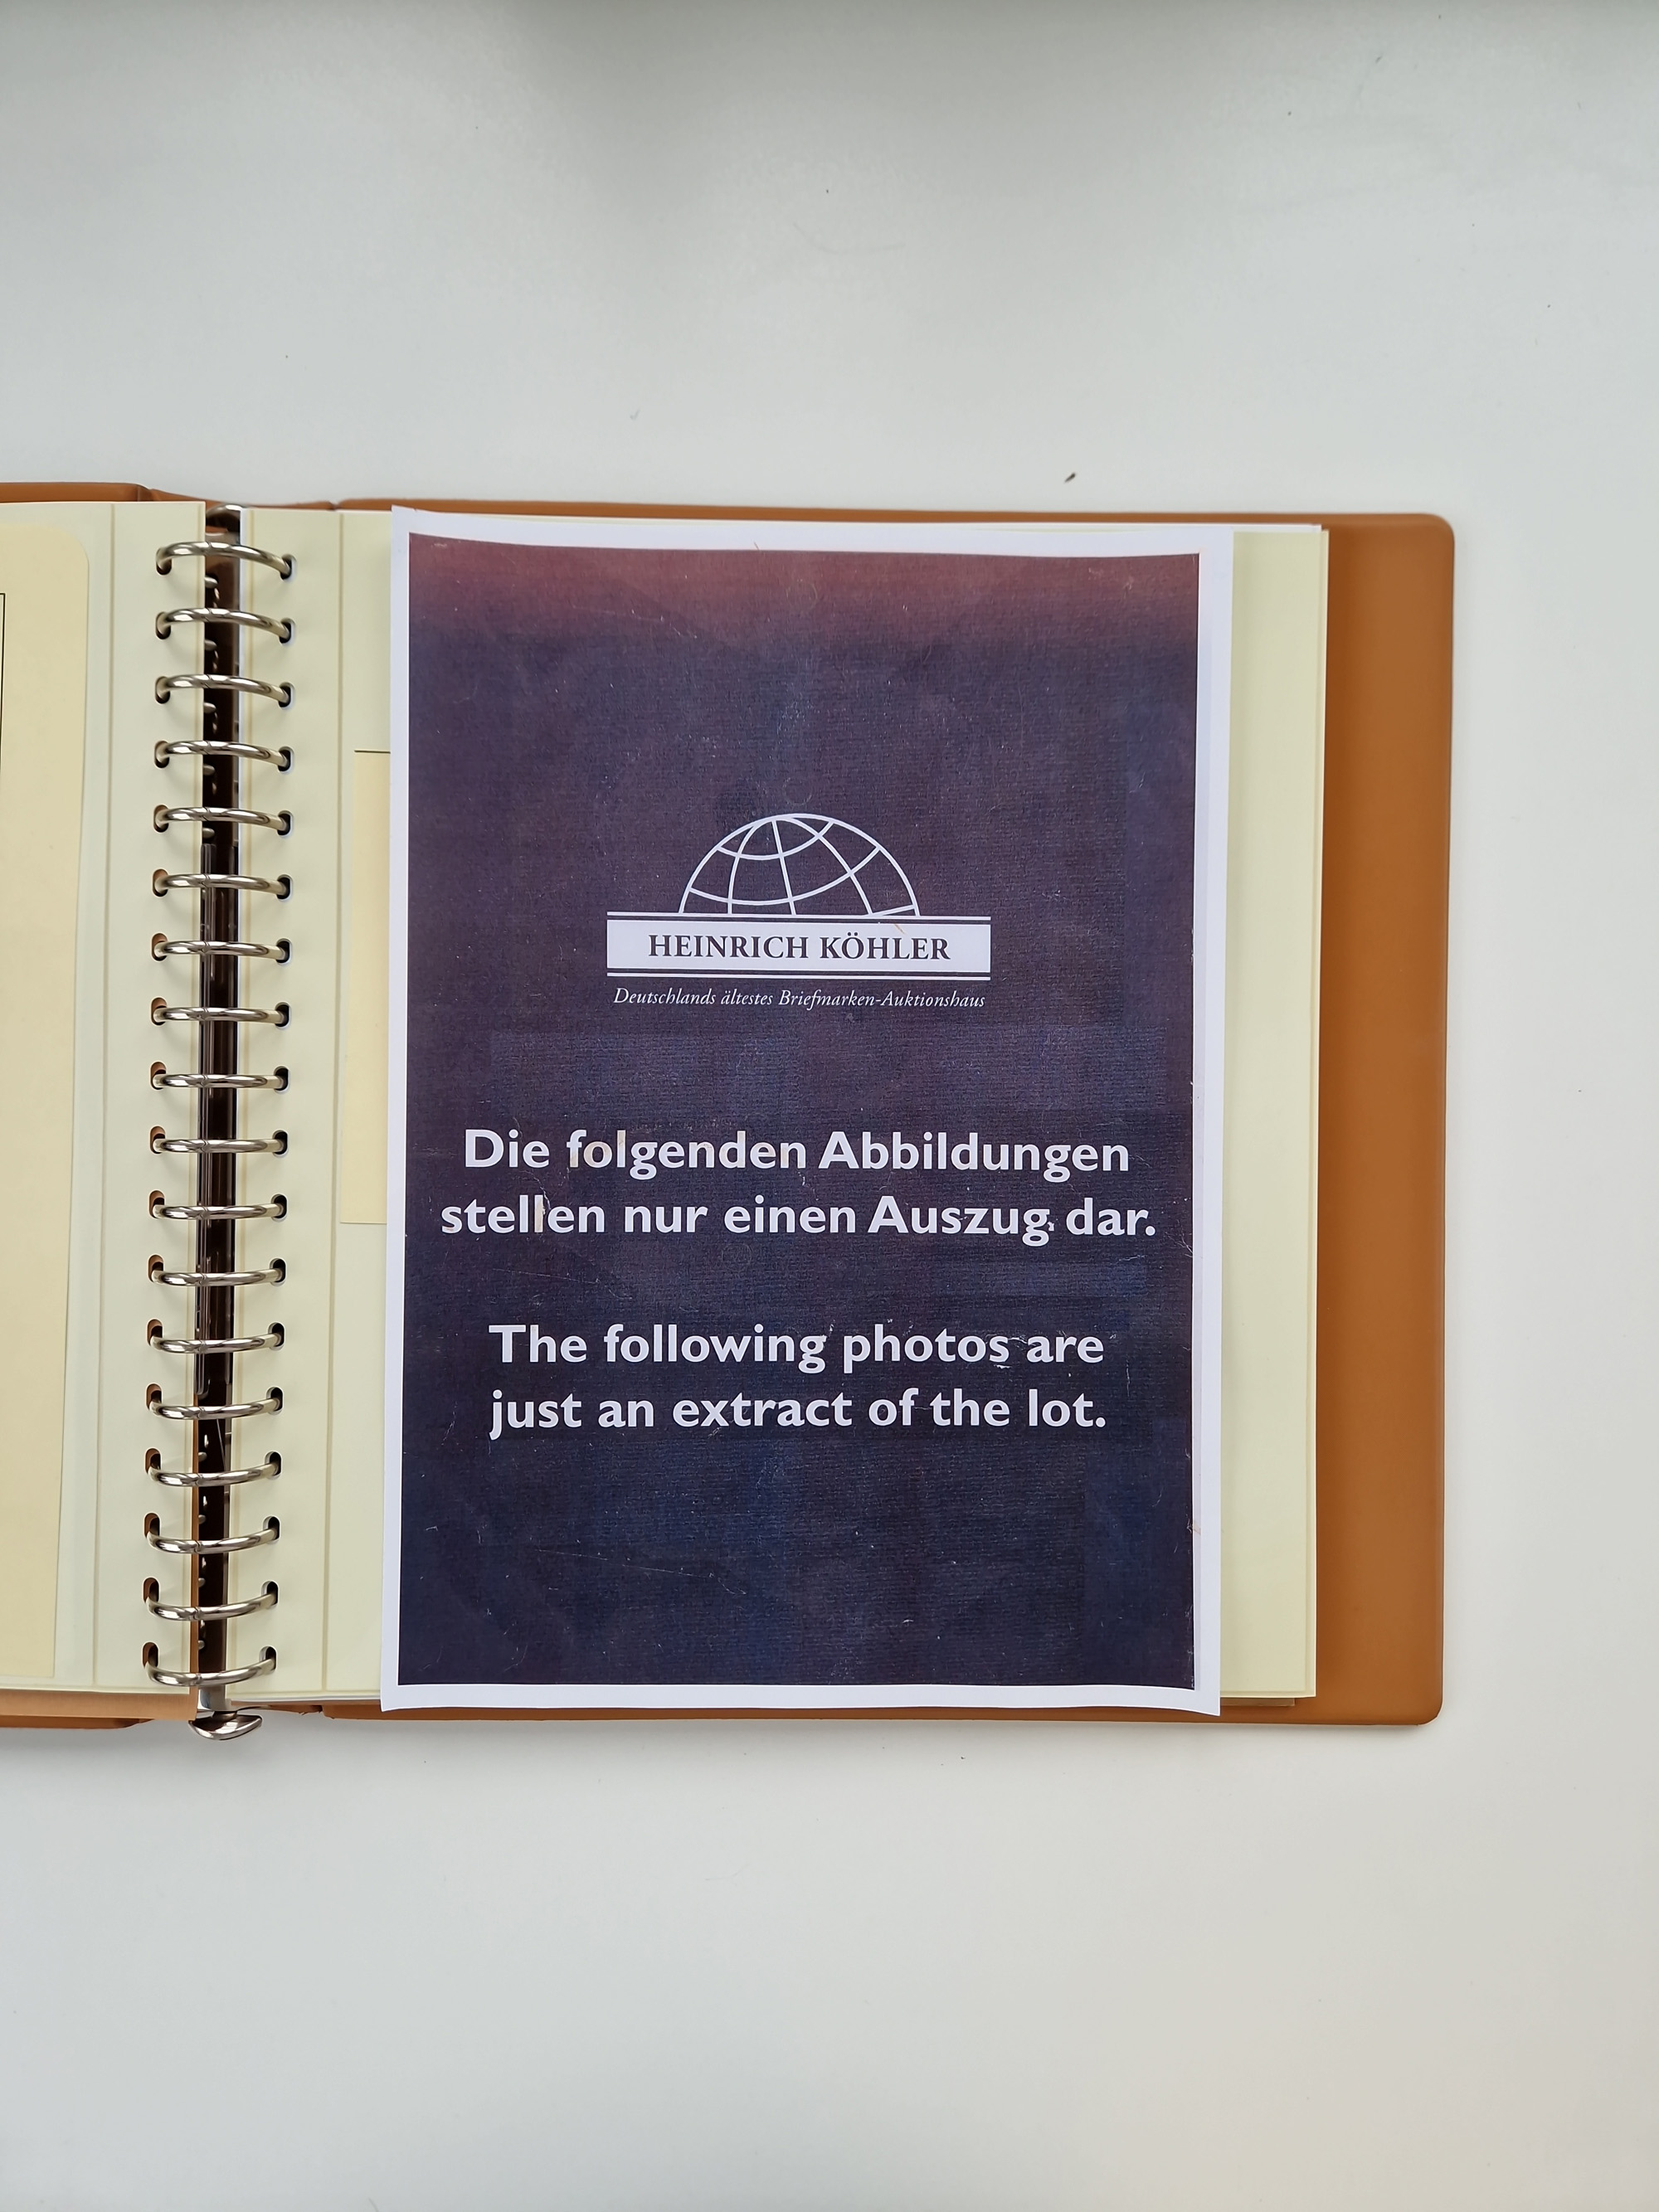 HEINRICH KÖHLER
Deutschlands ältestes Briefmarken-Auktionshaus
Die folgenden Abbildungen
stellen nur einen Auszug dar.
The following photos are
just an extract of the lot.